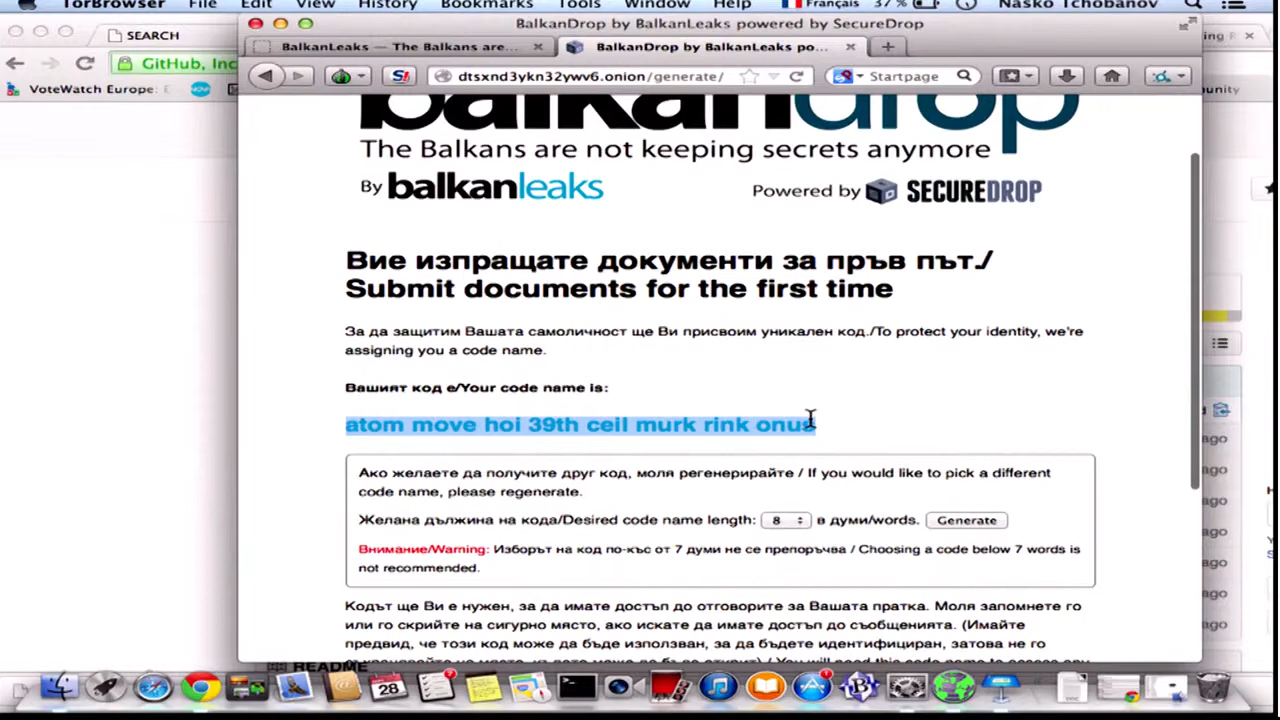 TorBrowser File Edit View History Bookmarks Tools Window Help Français 37% Nasko Tchobanov
BalkanDrop by BalkanLeaks powered by SecureDrop
SEARCH
BalkanLeaks — The Balkans are...
BalkanDrop by BalkanLeaks po...
GitHub, Inc
dtsxnd3ykn32ywv6.onion/generate/
Startpage
VoteWatch Europe:
balkandrop
The Balkans are not keeping secrets anymore
By balkanleaks
Powered by SECUREDROP
Вие изпращате документи за пръв път./
Submit documents for the first time
За да защитим Вашата самоличност ще Ви присвоим уникален код./To protect your identity, we're
assigning you a code name.
Вашият код е/Your code name is:
atom move hoi 39th ceil murk rink onus
Ако желаете да получите друг код, моля регенерирайте / If you would like to pick a different
code name, please regenerate.
Желана дължина на кода/Desired code name length: 8 в думи/words. Generate
Внимание/Warning: Изборът на код по-къс от 7 думи не се препоръчва / Choosing a code below 7 words is
not recommended.
Кодът ще Ви е нужен, за да имате достъп до отговорите за Вашата пратка. Моля запомнете го
или го скрийте на сигурно място, ако искате да имате достъп до съобщенията. (Имайте
предвид, че този код може да бъде използван, за да бъдете идентифициран, затова не го
README
28